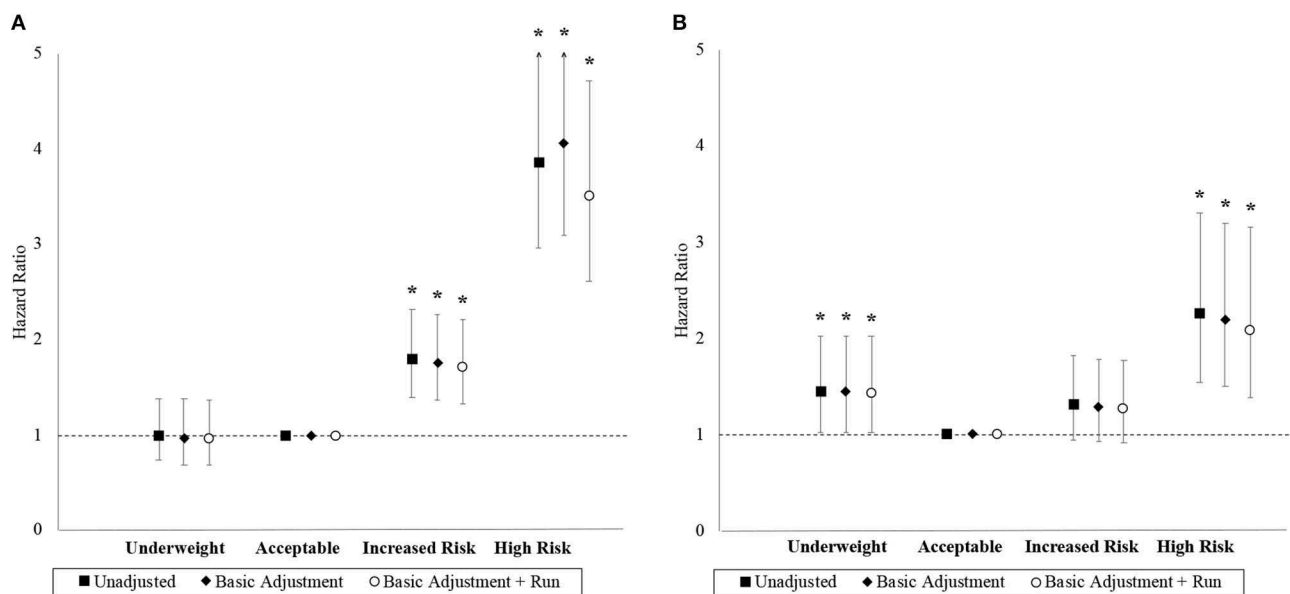 A
5
4
3
2
1
0
Hazard Ratio
* * *
* * *
Underweight Acceptable Increased Risk High Risk
■ Unadjusted ◆ Basic Adjustment ○ Basic Adjustment + Run
B
5
4
3
2
1
0
Hazard Ratio
* * *
* * *
Underweight Acceptable Increased Risk High Risk
■ Unadjusted ◆ Basic Adjustment ○ Basic Adjustment + Run